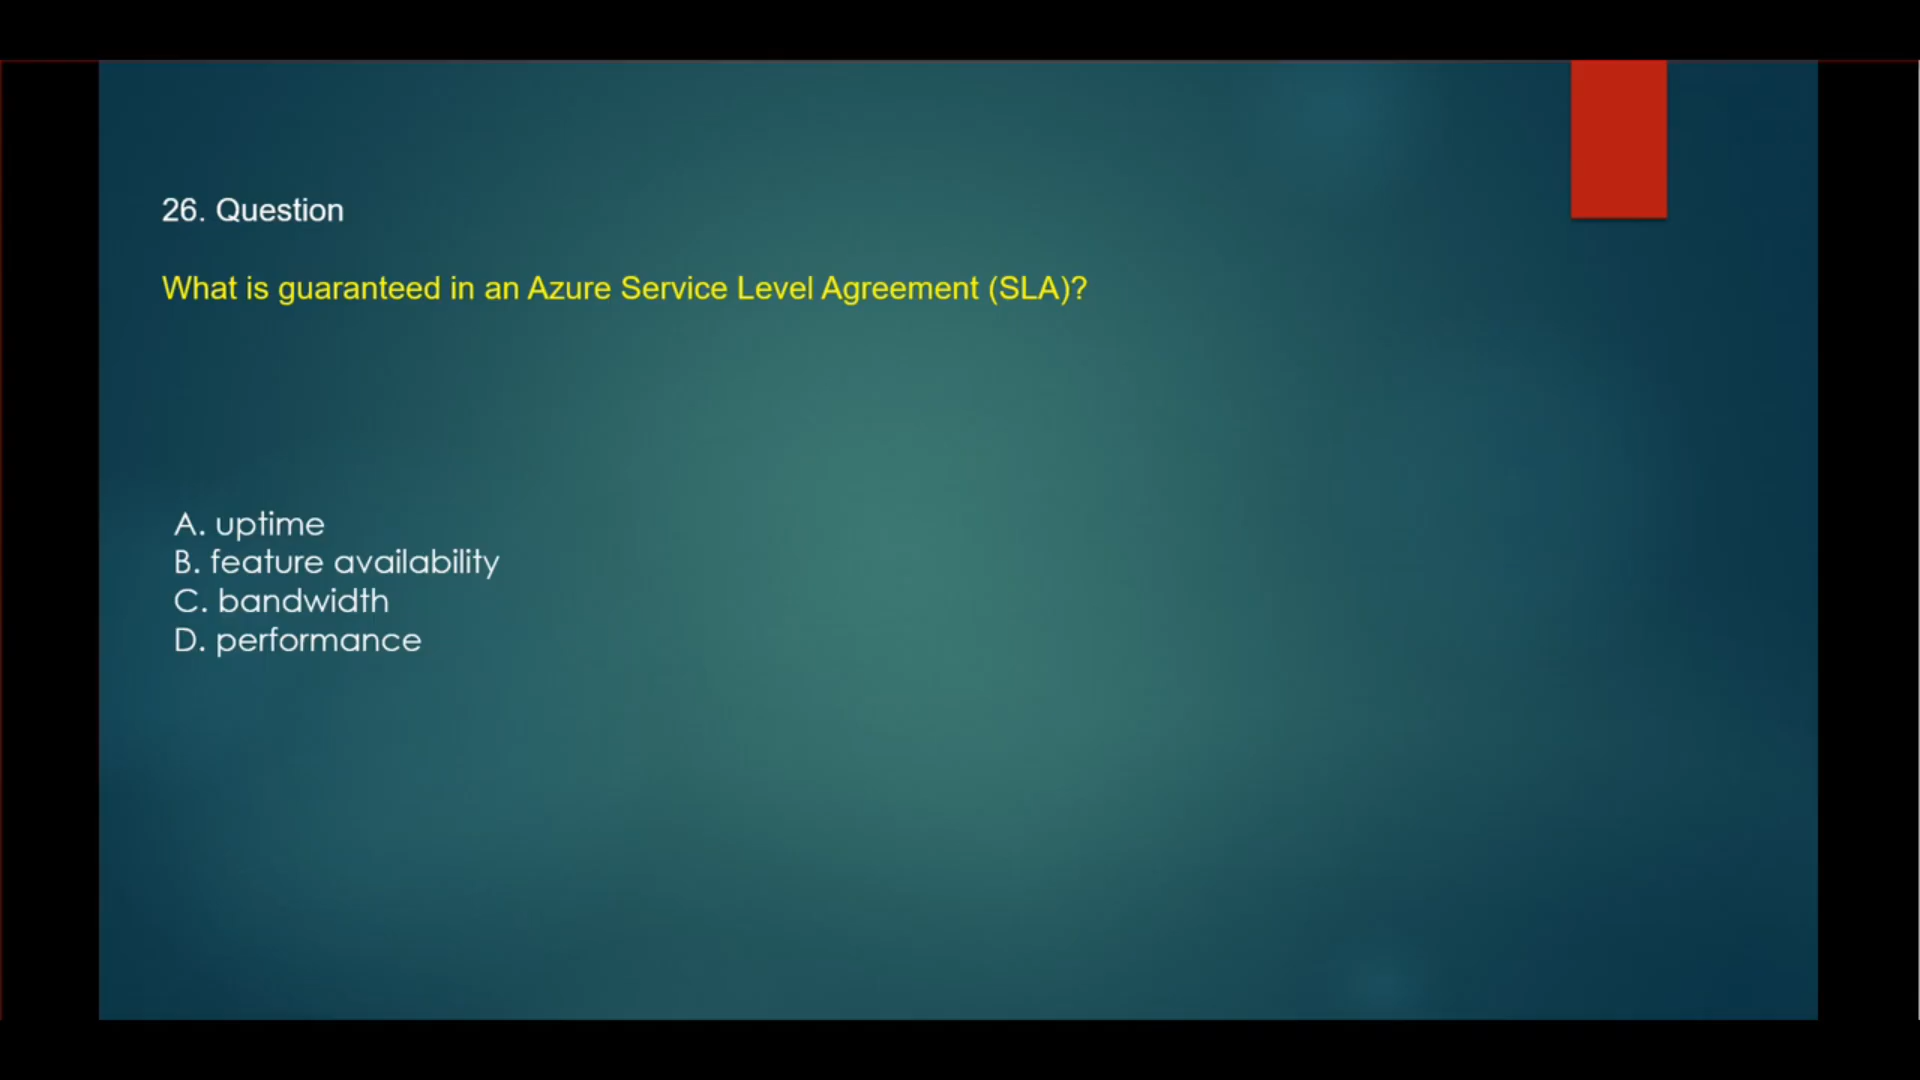 26. Question
What is guaranteed in an Azure Service Level Agreement (SLA)?
A. uptime
B. feature availability
C. bandwidth
D. performance